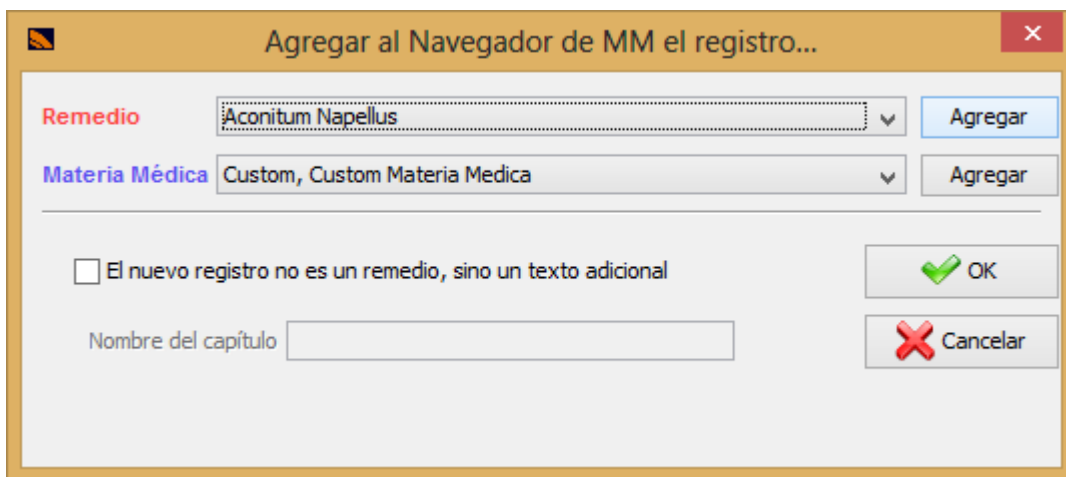 Agregar al Navegador de MM el registro...
Remedio Aconitum Napellus Agregar
Materia Médica Custom, Custom Materia Medica Agregar
El nuevo registro no es un remedio, sino un texto adicional OK
Nombre del capítulo Cancelar